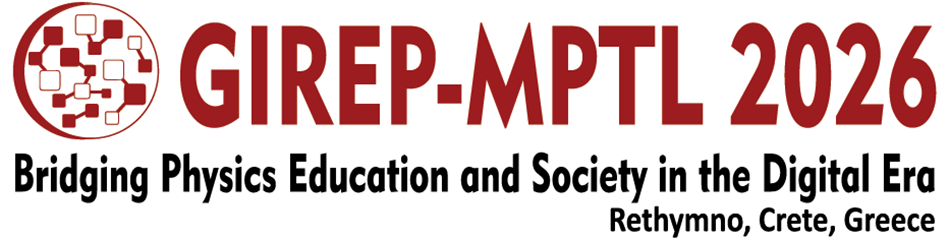 GIREP-MPTL 2026
Bridging Physics Education and Society in the Digital Era
Rethymno, Crete, Greece